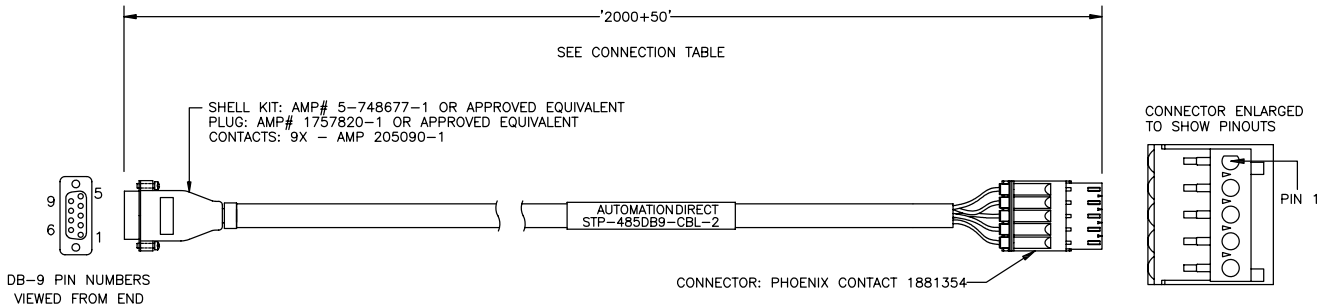 '2000+50'
SEE CONNECTION TABLE
SHELL KIT: AMP# 5-748677-1 OR APPROVED EQUIVALENT
PLUG: AMP# 1757820-1 OR APPROVED EQUIVALENT
CONTACTS: 9X - AMP 205090-1
CONNECTOR ENLARGED
TO SHOW PINOUTS
9
5
6
1
PIN 1
AUTOMATIONDIRECT
STP-485DB9-CBL-2
DB-9 PIN NUMBERS
VIEWED FROM END
CONNECTOR: PHOENIX CONTACT 1881354